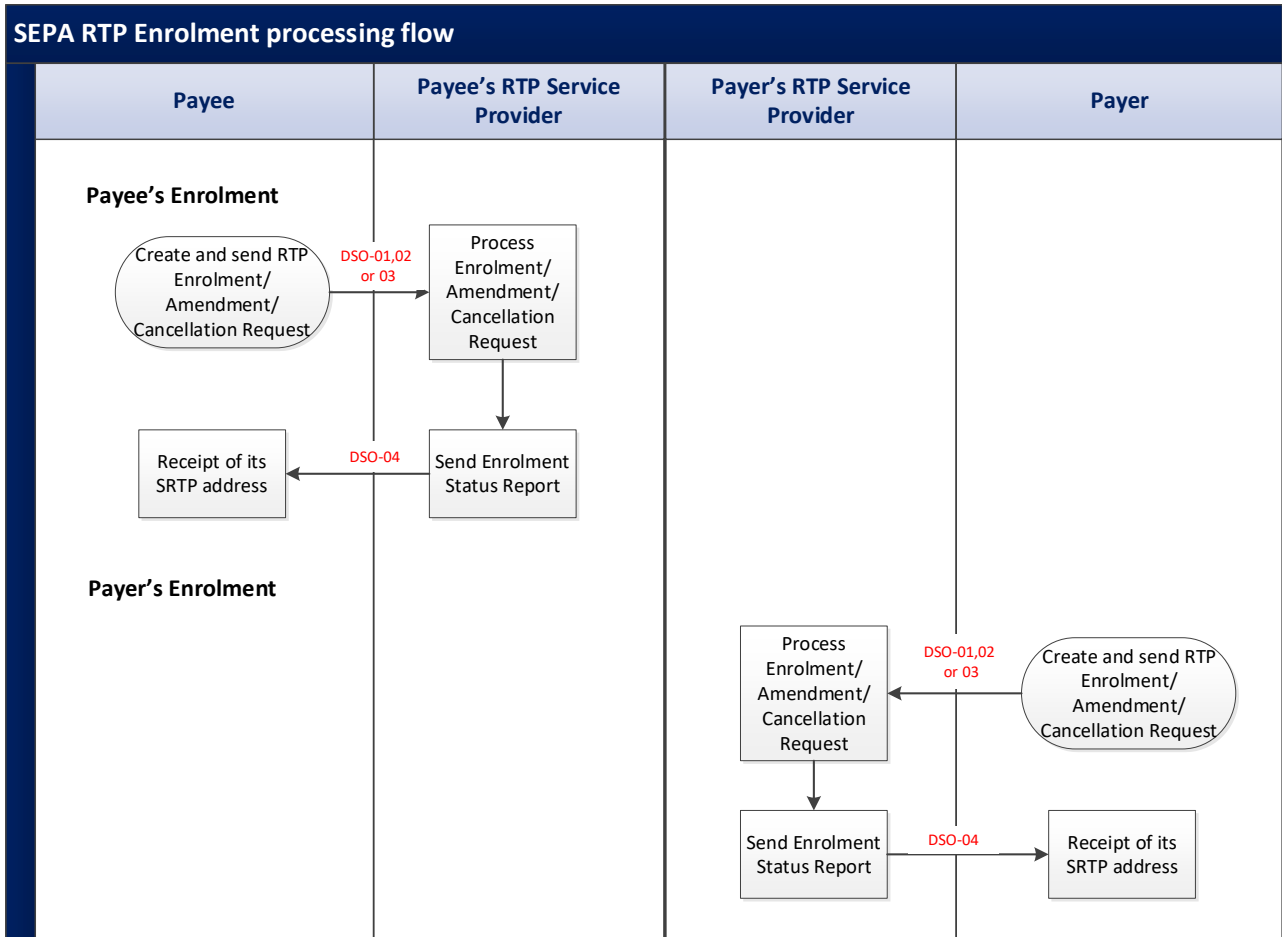 SEPA RTP Enrolment processing flow
Payee
Payee’s RTP Service
Provider
Payer’s RTP Service
Provider
Payer
Payee’s Enrolment
Create and send RTP
Enrolment/
Amendment/
Cancellation Request
DSO-01,02
or 03
Process
Enrolment/
Amendment/
Cancellation
Request
Receipt of its
SRTP address
DSO-04
Send Enrolment
Status Report
Payer’s Enrolment
Process
Enrolment/
Amendment/
Cancellation
Request
DSO-01,02
or 03
Create and send RTP
Enrolment/
Amendment/
Cancellation Request
Send Enrolment
Status Report
DSO-04
Receipt of its
SRTP address